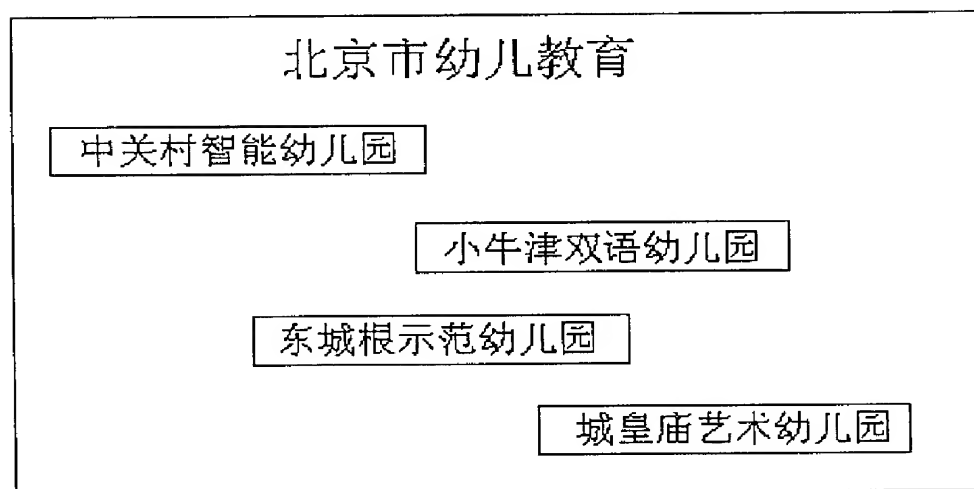 北京市幼儿教育
中关村智能幼儿园
小牛津双语幼儿园
东城根示范幼儿园
城皇庙艺术幼儿园